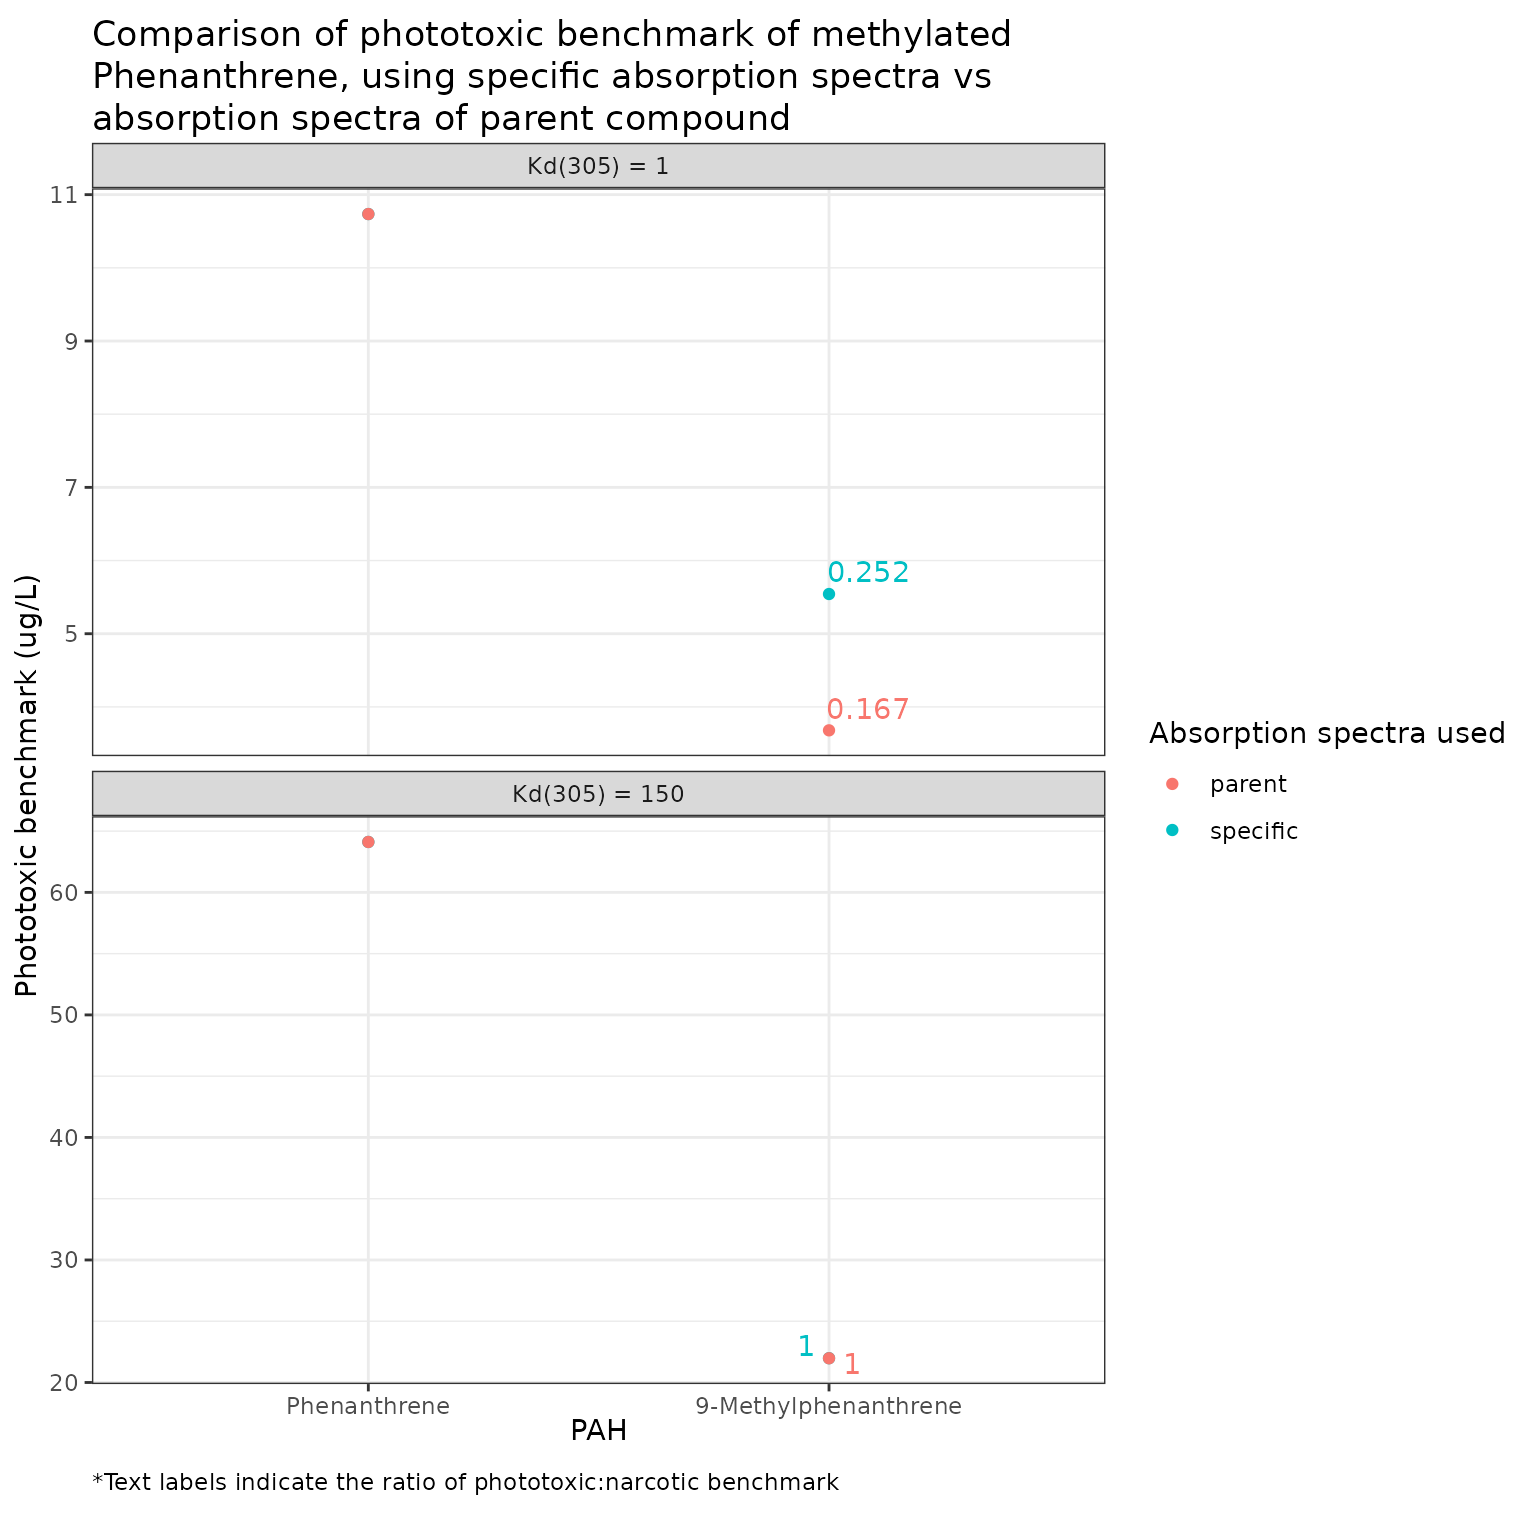 Comparison of phototoxic benchmark of methylated
Phenanthrene, using specific absorption spectra vs
absorption spectra of parent compound
Kd(305) = 1
11
9
7
5
0.252
0.167
Kd(305) = 150
60
50
40
30
20
1
1
Phototoxic benchmark (ug/L)
Phenanthrene
9-Methylphenanthrene
PAH
Absorption spectra used
parent
specific
*Text labels indicate the ratio of phototoxic:narcotic benchmark